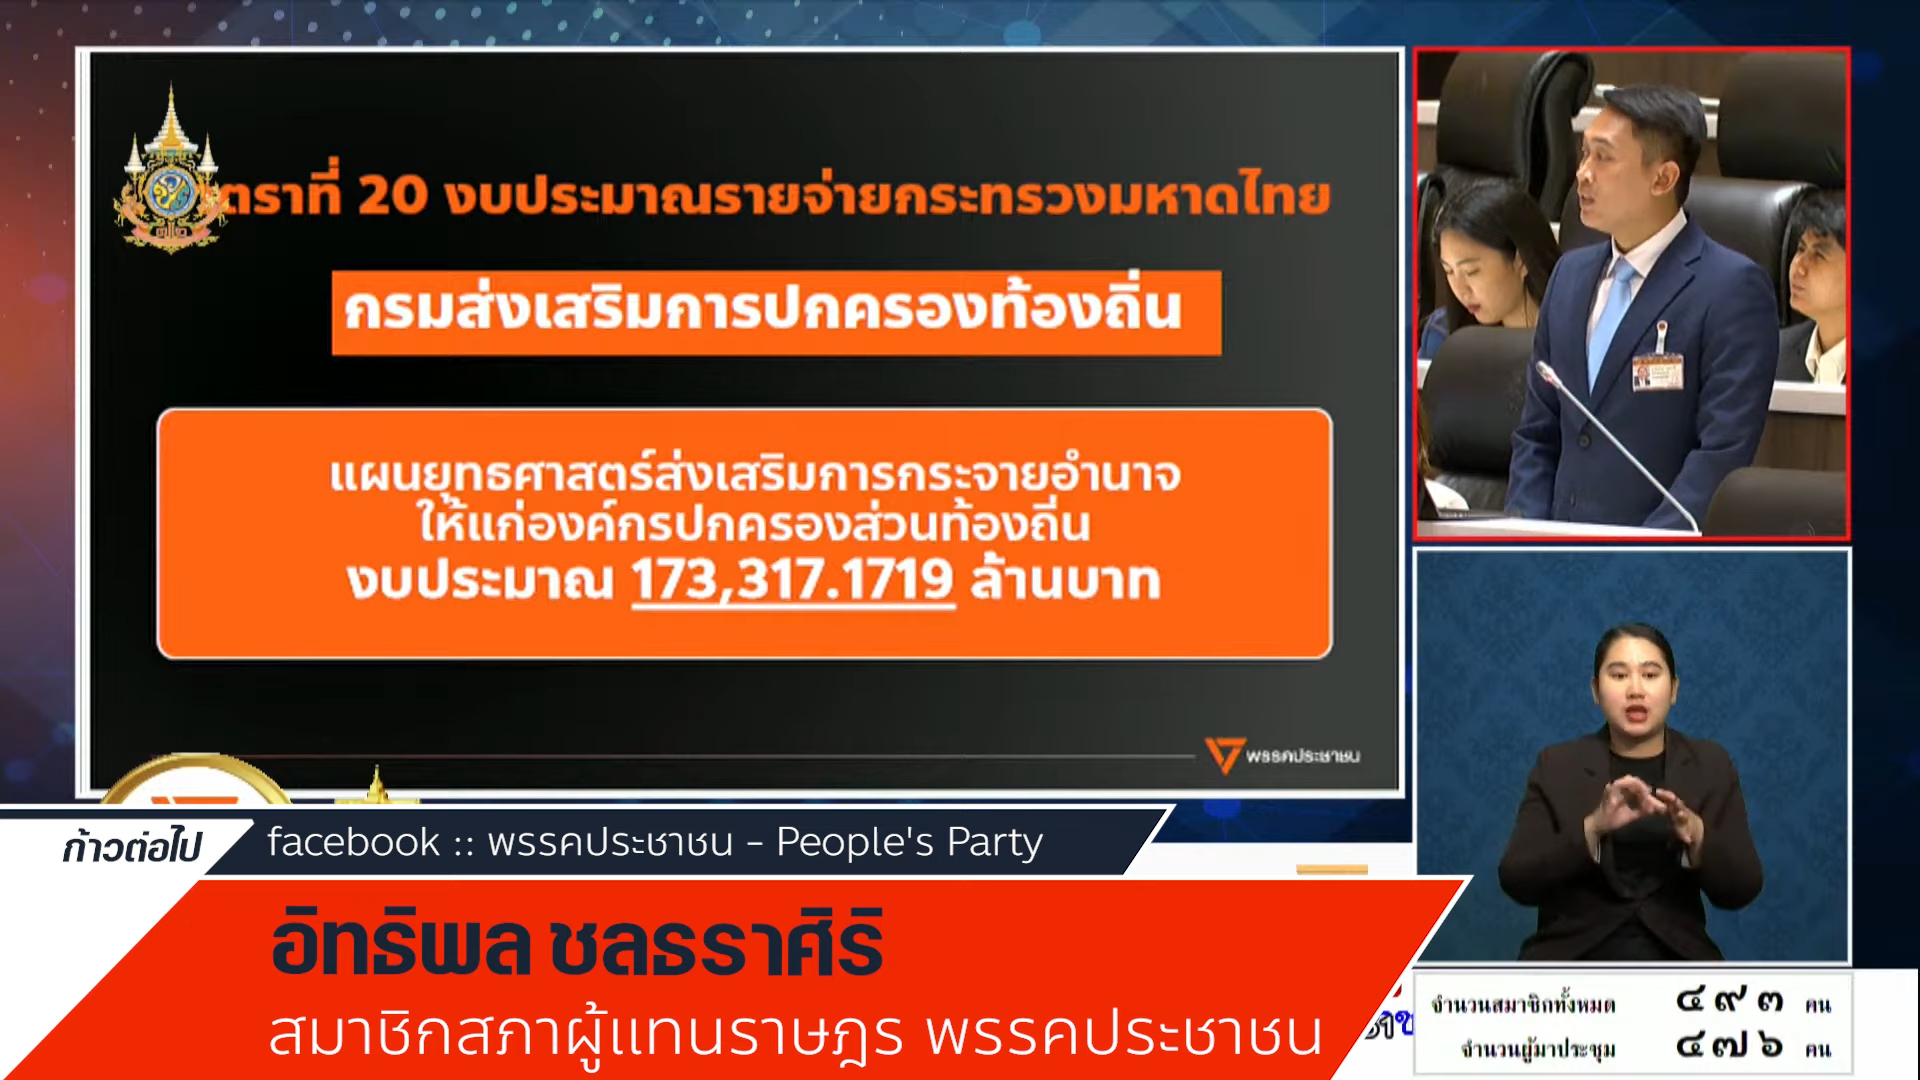 ตราที่ 20 งบประมาณรายจ่ายกระทรวงมหาดไทย
กรมส่งเสริมการปกครองท้องถิ่น
แผนยุทธศาสตร์ส่งเสริมการกระจายอำนาจ
ให้แก่องค์กรปกครองส่วนท้องถิ่น
งบประมาณ 173,317.1719 ล้านบาท
พรรคประชาชน
ก้าวต่อไป
facebook :: พรรคประชาชน - People's Party
อิทธิพล ชลธราศิริ
สมาชิกสภาผู้แทนราษฎร พรรคประชาชน
จำนวนสมาชิกทั้งหมด ๔๙๓ คน
จำนวนผู้มาประชุม ๔๗๖ คน